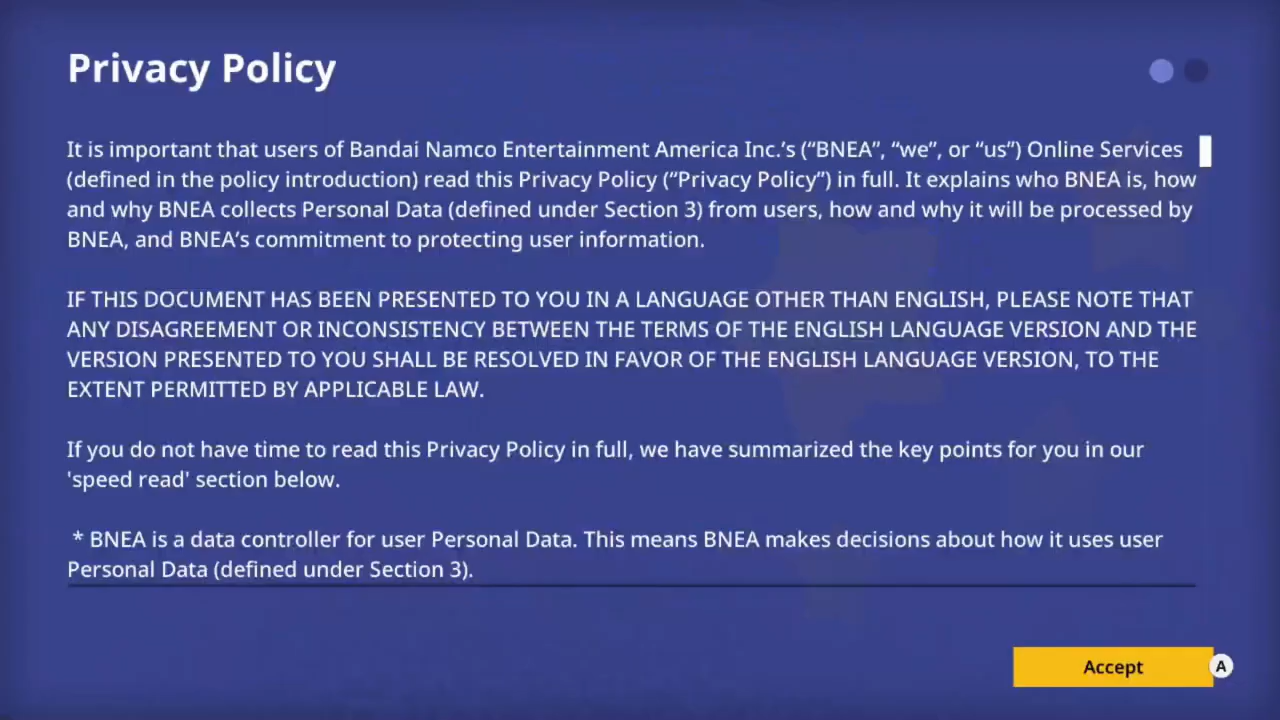 Privacy Policy
It is important that users of Bandai Namco Entertainment America Inc.’s (“BNEA”, “we”, or “us”) Online Services
(defined in the policy introduction) read this Privacy Policy (“Privacy Policy”) in full. It explains who BNEA is, how
and why BNEA collects Personal Data (defined under Section 3) from users, how and why it will be processed by
BNEA, and BNEA’s commitment to protecting user information.
IF THIS DOCUMENT HAS BEEN PRESENTED TO YOU IN A LANGUAGE OTHER THAN ENGLISH, PLEASE NOTE THAT
ANY DISAGREEMENT OR INCONSISTENCY BETWEEN THE TERMS OF THE ENGLISH LANGUAGE VERSION AND THE
VERSION PRESENTED TO YOU SHALL BE RESOLVED IN FAVOR OF THE ENGLISH LANGUAGE VERSION, TO THE
EXTENT PERMITTED BY APPLICABLE LAW.
If you do not have time to read this Privacy Policy in full, we have summarized the key points for you in our
'speed read' section below.
* BNEA is a data controller for user Personal Data. This means BNEA makes decisions about how it uses user
Personal Data (defined under Section 3).
Accept A